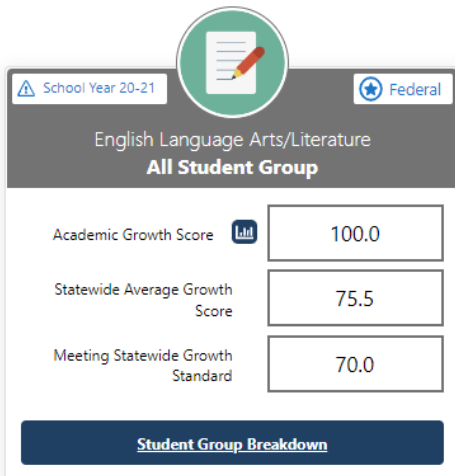 School Year 20-21
Federal
English Language Arts/Literature
All Student Group
Academic Growth Score
100.0
Statewide Average Growth
Score
75.5
Meeting Statewide Growth
Standard
70.0
Student Group Breakdown